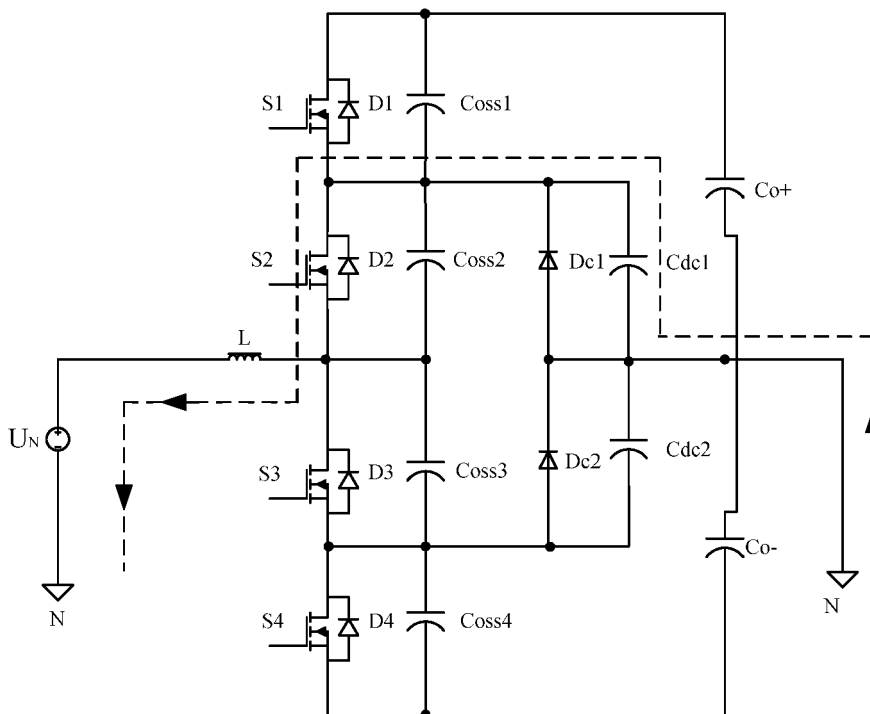 S1 D1 Coss1
Co+
S2 D2 Coss2 Dc1 Cdc1
L
UN
S3 D3 Coss3 Dc2 Cdc2
Co-
N
N
S4 D4 Coss4